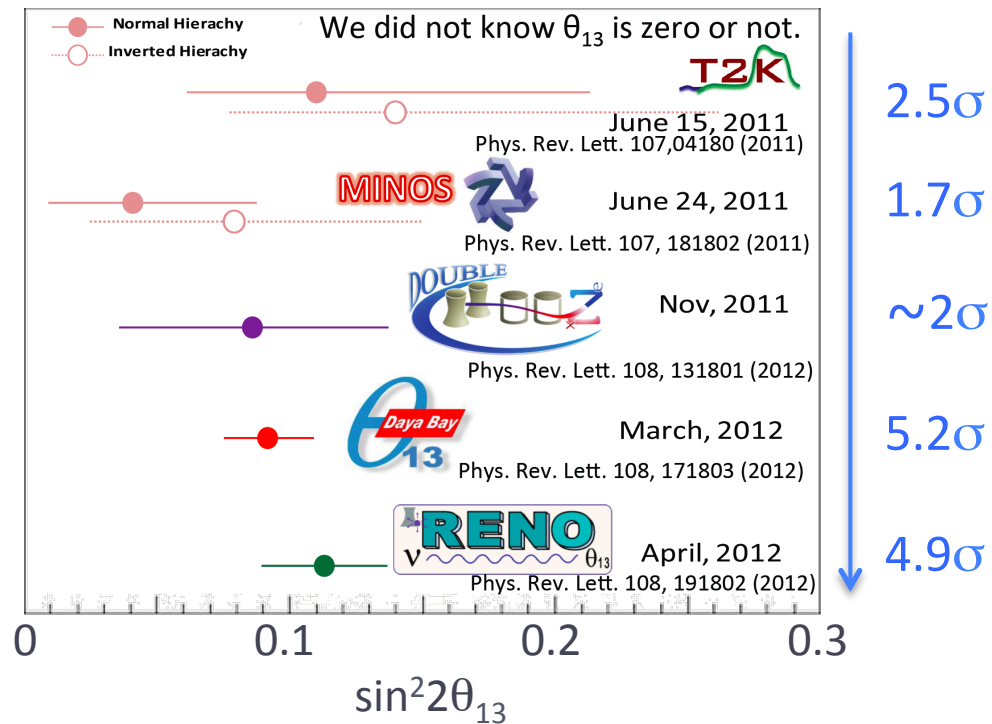 We did not know θ13 is zero or not.
Normal Hierachy
Inverted Hierachy
T2K
2.5σ
June 15, 2011
Phys. Rev. Lett. 107,04180 (2011)
MINOS
June 24, 2011
1.7σ
Phys. Rev. Lett. 107, 181802 (2011)
DOUBLE
Nov, 2011
~2σ
Phys. Rev. Lett. 108, 131801 (2012)
θ
Daya Bay
13
March, 2012
5.2σ
Phys. Rev. Lett. 108, 171803 (2012)
RENO
ν
θ13
April, 2012
4.9σ
Phys. Rev. Lett. 108, 191802 (2012)
0 0.1 0.2 0.3
sin²2θ13